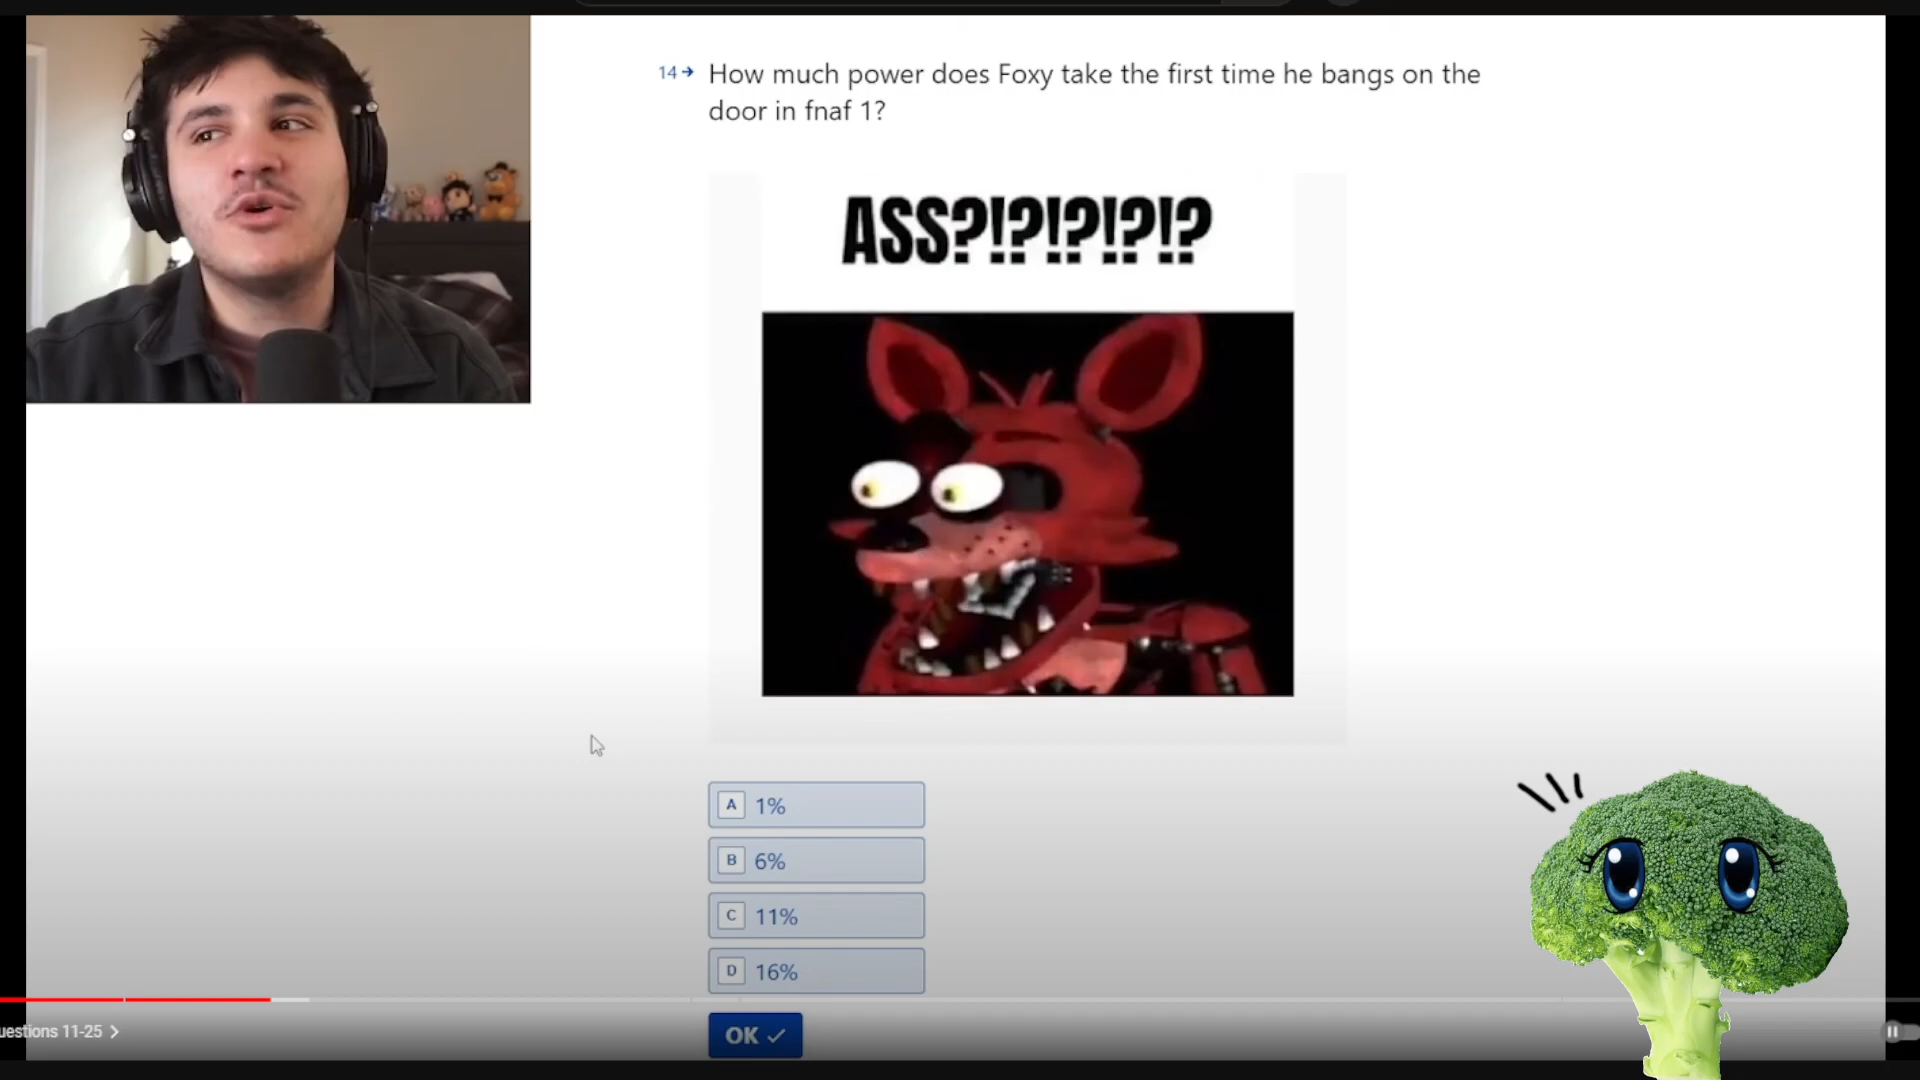 14 How much power does Foxy take the first time he bangs on the
door in fnaf 1?
ASS?!?!?!?!?
A 1%
B 6%
C 11%
D 16%
OK
uestions 11-25